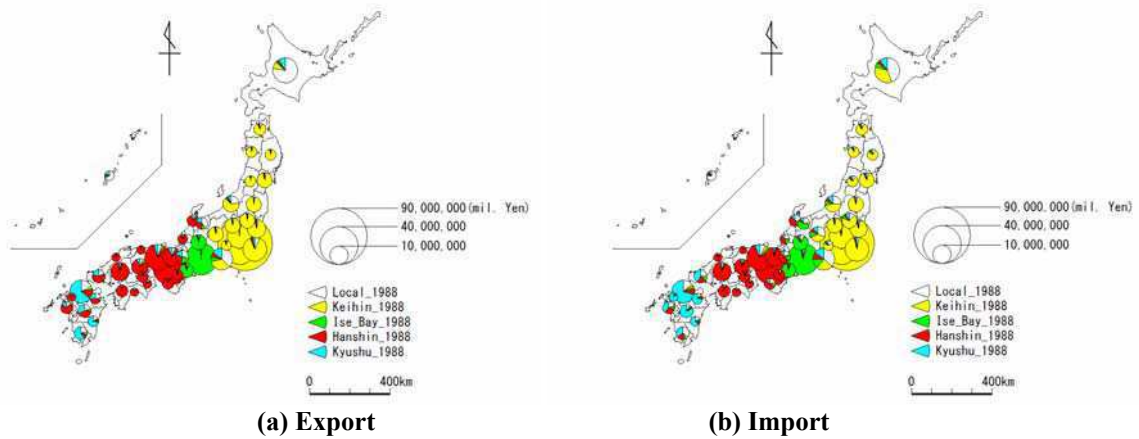 90,000,000(mil. Yen)
40,000,000
10,000,000
Local_1988
Keihin_1988
Ise_Bay_1988
Hanshin_1988
Kyushu_1988
0 400km
(a) Export
90,000,000(mil. Yen)
40,000,000
10,000,000
Local_1988
Keihin_1988
Ise_Bay_1988
Hanshin_1988
Kyushu_1988
0 400km
(b) Import